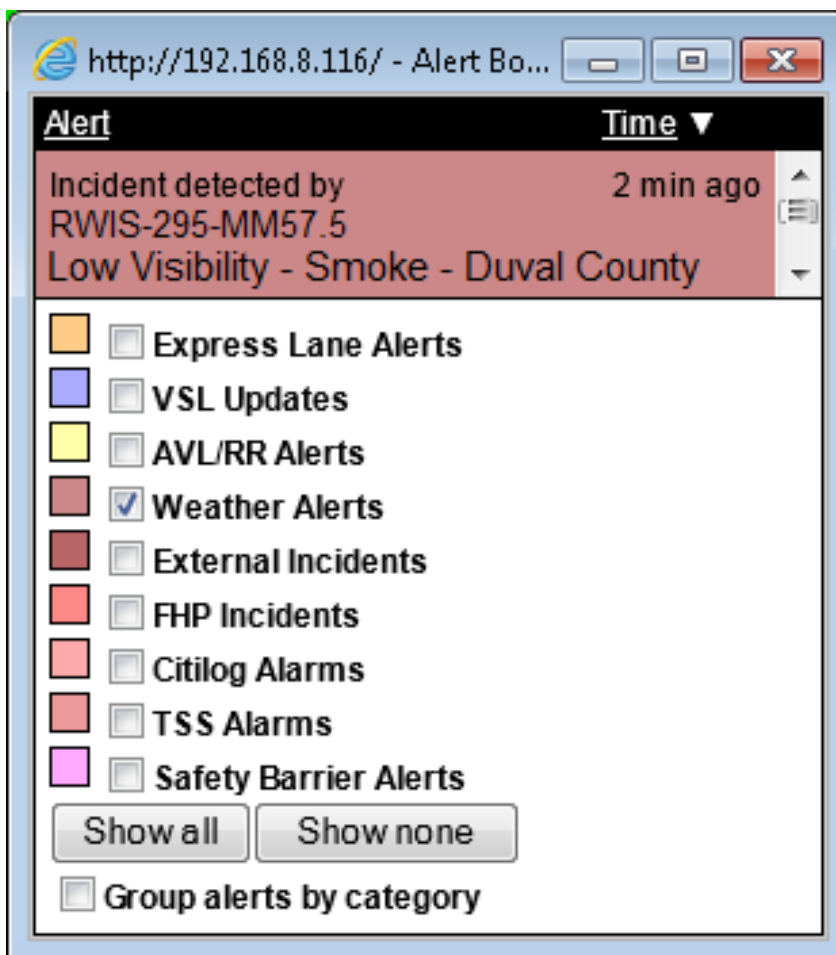 http://192.168.8.116/ - Alert Bo...
Alert Time ▼
Incident detected by 2 min ago
RWIS-295-MM57.5
Low Visibility - Smoke - Duval County
Express Lane Alerts
VSL Updates
AVL/RR Alerts
Weather Alerts
External Incidents
FHP Incidents
Citilog Alarms
TSS Alarms
Safety Barrier Alerts
Show all Show none
Group alerts by category